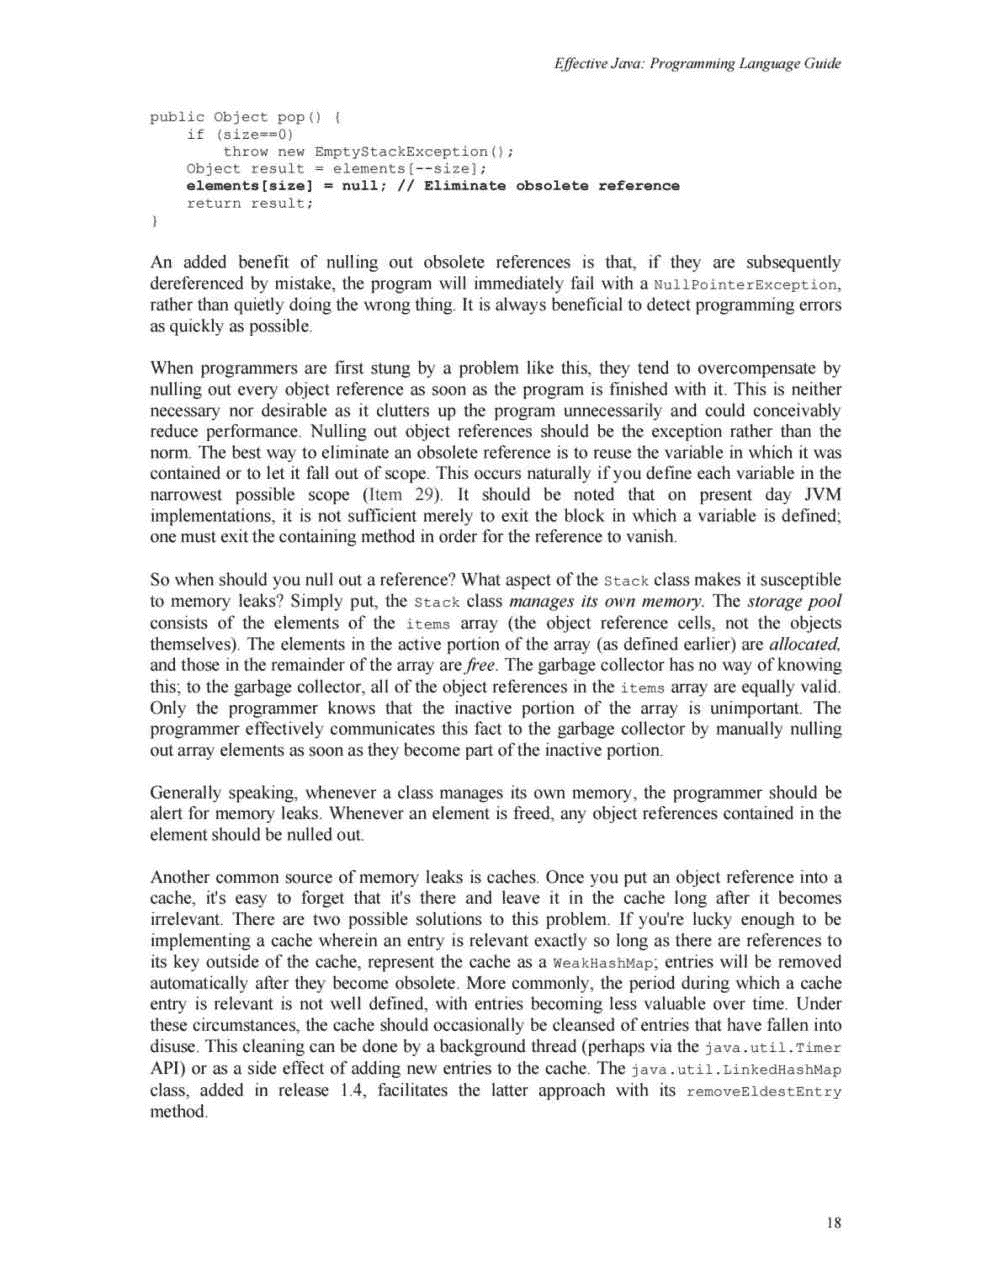 Effective Java: Programming Language Guide
public Object pop() {
    if (size==0)
        throw new EmptyStackException();
    Object result = elements[--size];
    elements[size] = null; // Eliminate obsolete reference
    return result;
}
An added benefit of nulling out obsolete references is that, if they are subsequently
dereferenced by mistake, the program will immediately fail with a NullPointerException,
rather than quietly doing the wrong thing. It is always beneficial to detect programming errors
as quickly as possible.
When programmers are first stung by a problem like this, they tend to overcompensate by
nulling out every object reference as soon as the program is finished with it. This is neither
necessary nor desirable as it clutters up the program unnecessarily and could conceivably
reduce performance. Nulling out object references should be the exception rather than the
norm. The best way to eliminate an obsolete reference is to reuse the variable in which it was
contained or to let it fall out of scope. This occurs naturally if you define each variable in the
narrowest possible scope (Item 29). It should be noted that on present day JVM
implementations, it is not sufficient merely to exit the block in which a variable is defined;
one must exit the containing method in order for the reference to vanish.
So when should you null out a reference? What aspect of the Stack class makes it susceptible
to memory leaks? Simply put, the Stack class manages its own memory. The storage pool
consists of the elements of the items array (the object reference cells, not the objects
themselves). The elements in the active portion of the array (as defined earlier) are allocated,
and those in the remainder of the array are free. The garbage collector has no way of knowing
this; to the garbage collector, all of the object references in the items array are equally valid.
Only the programmer knows that the inactive portion of the array is unimportant. The
programmer effectively communicates this fact to the garbage collector by manually nulling
out array elements as soon as they become part of the inactive portion.
Generally speaking, whenever a class manages its own memory, the programmer should be
alert for memory leaks. Whenever an element is freed, any object references contained in the
element should be nulled out.
Another common source of memory leaks is caches. Once you put an object reference into a
cache, it's easy to forget that it's there and leave it in the cache long after it becomes
irrelevant. There are two possible solutions to this problem. If you're lucky enough to be
implementing a cache wherein an entry is relevant exactly so long as there are references to
its key outside of the cache, represent the cache as a WeakHashMap; entries will be removed
automatically after they become obsolete. More commonly, the period during which a cache
entry is relevant is not well defined, with entries becoming less valuable over time. Under
these circumstances, the cache should occasionally be cleansed of entries that have fallen into
disuse. This cleaning can be done by a background thread (perhaps via the java.util.Timer
API) or as a side effect of adding new entries to the cache. The java.util.LinkedHashMap
class, added in release 1.4, facilitates the latter approach with its removeEldestEntry
method.
18